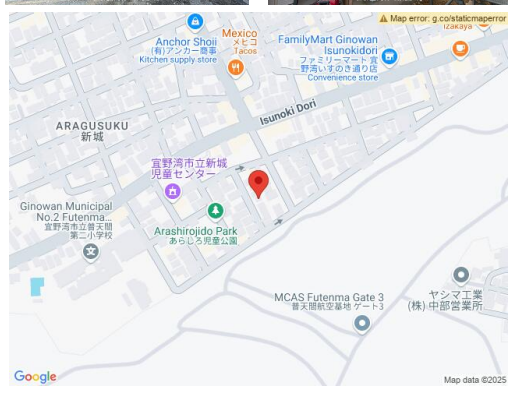 Map error: g.co/staticmaperror
Izakaya
Mexico
メヒコ
Tacos
Anchor Shoji
(有)アンカー商事
Kitchen supply store
FamilyMart Ginowan
Isunokidori
ファミリーマート 宜
野湾いすのき通り店
Convenience store
Isunoki Dori
ARAGUSUKU
新城
宜野湾市立新城
児童センター
Ginowan Municipal
No.2 Futenma...
宜野湾市立普天間
第二小学校
Arashirojido Park
あらしろ児童公園
MCAS Futenma Gate 3
普天間航空基地 ゲート3
ヤシマ工業
(株) 中部営業所
Google
Map data ©2025